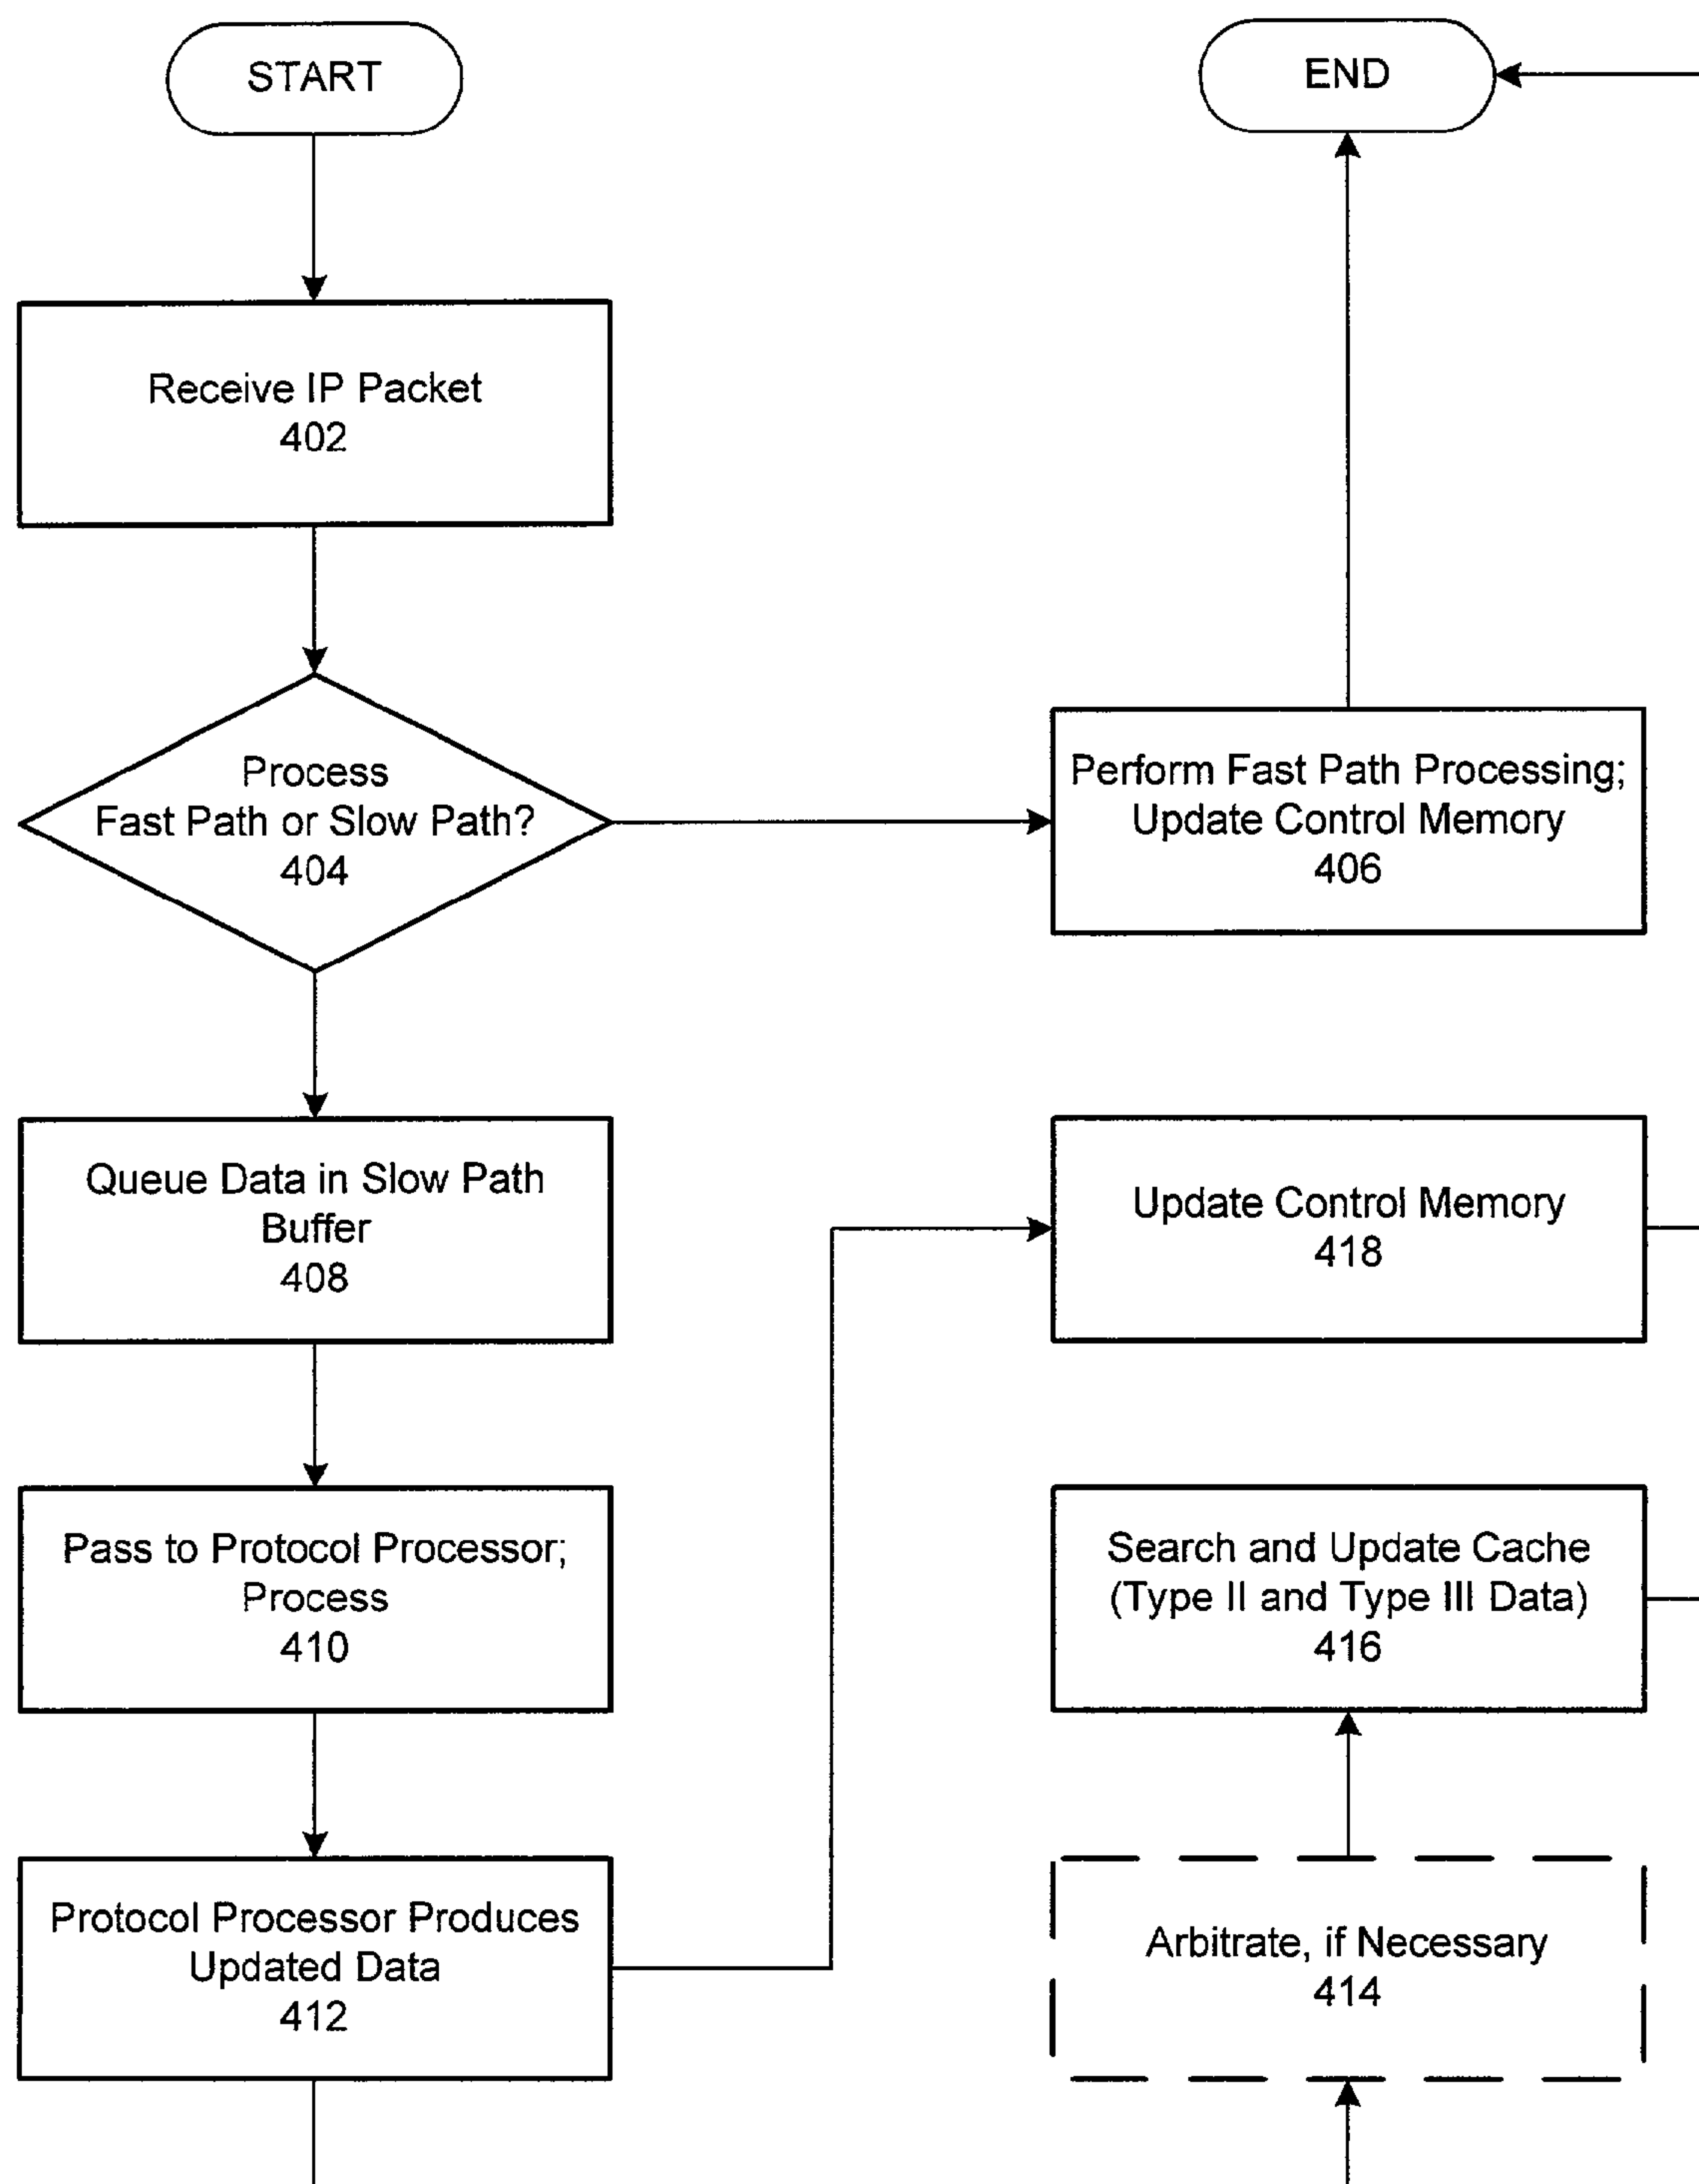 START
END
Receive IP Packet
402
Process
Fast Path or Slow Path?
404
Perform Fast Path Processing;
Update Control Memory
406
Queue Data in Slow Path
Buffer
408
Update Control Memory
418
Pass to Protocol Processor;
Process
410
Search and Update Cache
(Type II and Type III Data)
416
Protocol Processor Produces
Updated Data
412
Arbitrate, if Necessary
414